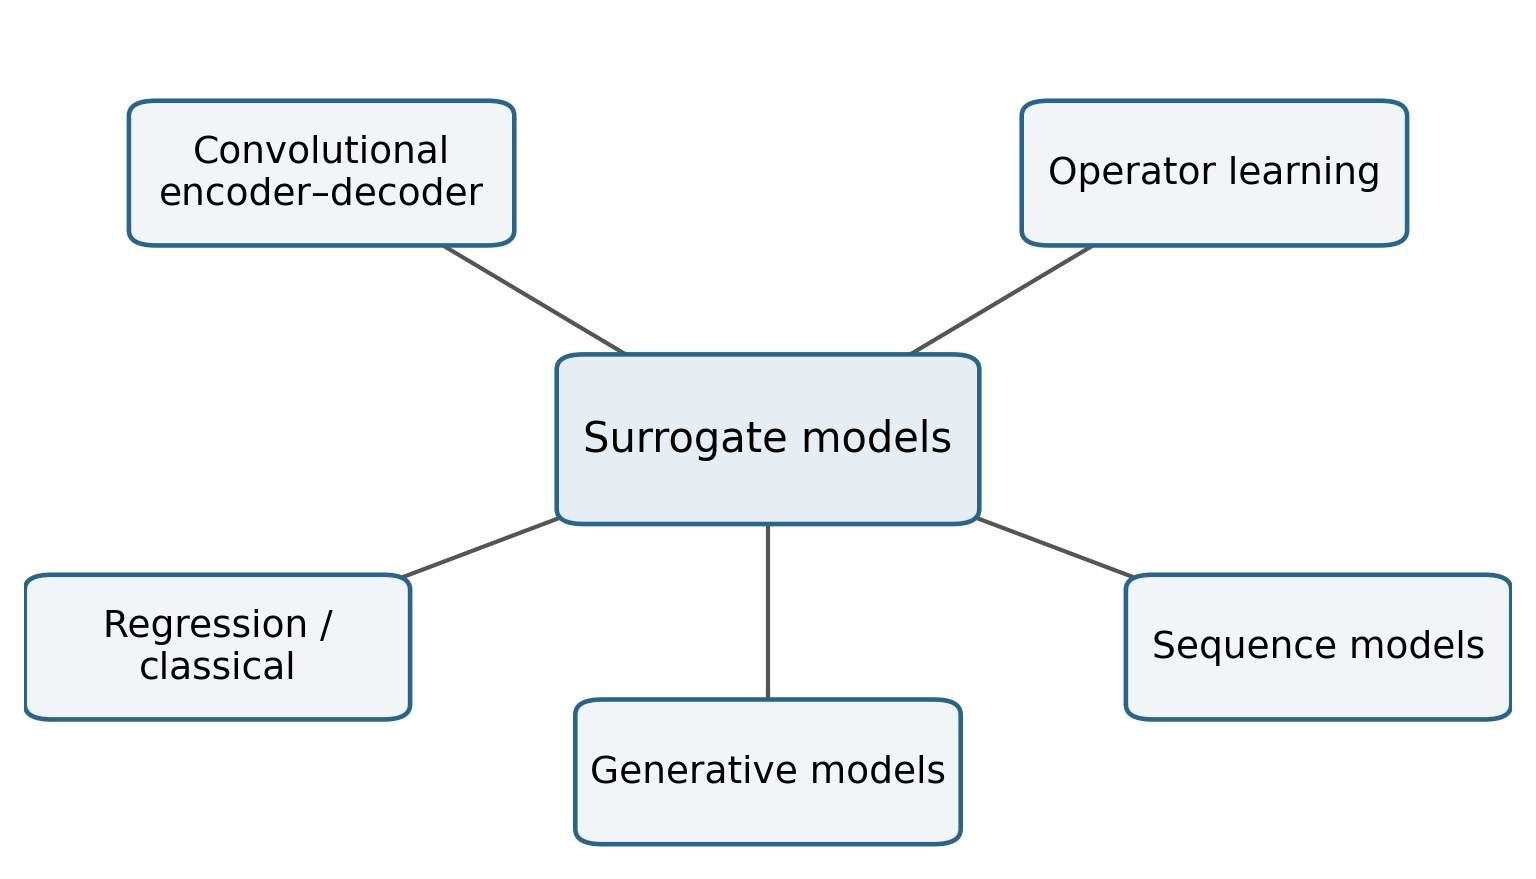 Convolutional
encoder–decoder
Operator learning
Surrogate models
Regression /
classical
Sequence models
Generative models